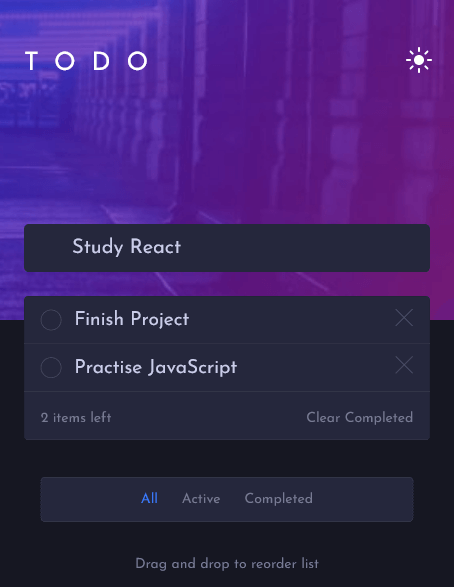 TODO
Study React
Finish Project
Practise JavaScript
2 items left Clear Completed
All Active Completed
Drag and drop to reorder list